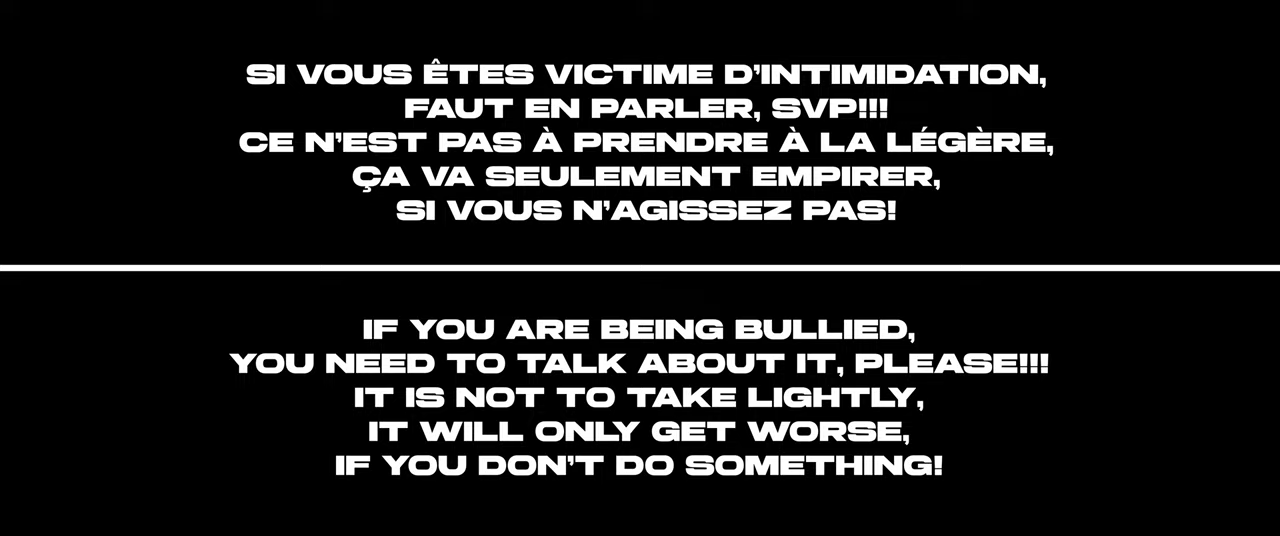 SI VOUS ÊTES VICTIME D'INTIMIDATION,
FAUT EN PARLER, SVP!!!
CE N'EST PAS À PRENDRE À LA LÉGÈRE,
ÇA VA SEULEMENT EMPIRER,
SI VOUS N'AGISSEZ PAS!
IF YOU ARE BEING BULLIED,
YOU NEED TO TALK ABOUT IT, PLEASE!!!
IT IS NOT TO TAKE LIGHTLY,
IT WILL ONLY GET WORSE,
IF YOU DON'T DO SOMETHING!